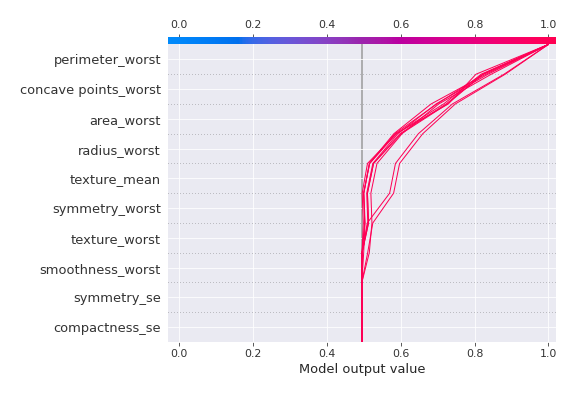 0.0 0.2 0.4 0.6 0.8 1.0
perimeter_worst
concave points_worst
area_worst
radius_worst
texture_mean
symmetry_worst
texture_worst
smoothness_worst
symmetry_se
compactness_se
0.0 0.2 0.4 0.6 0.8 1.0
Model output value